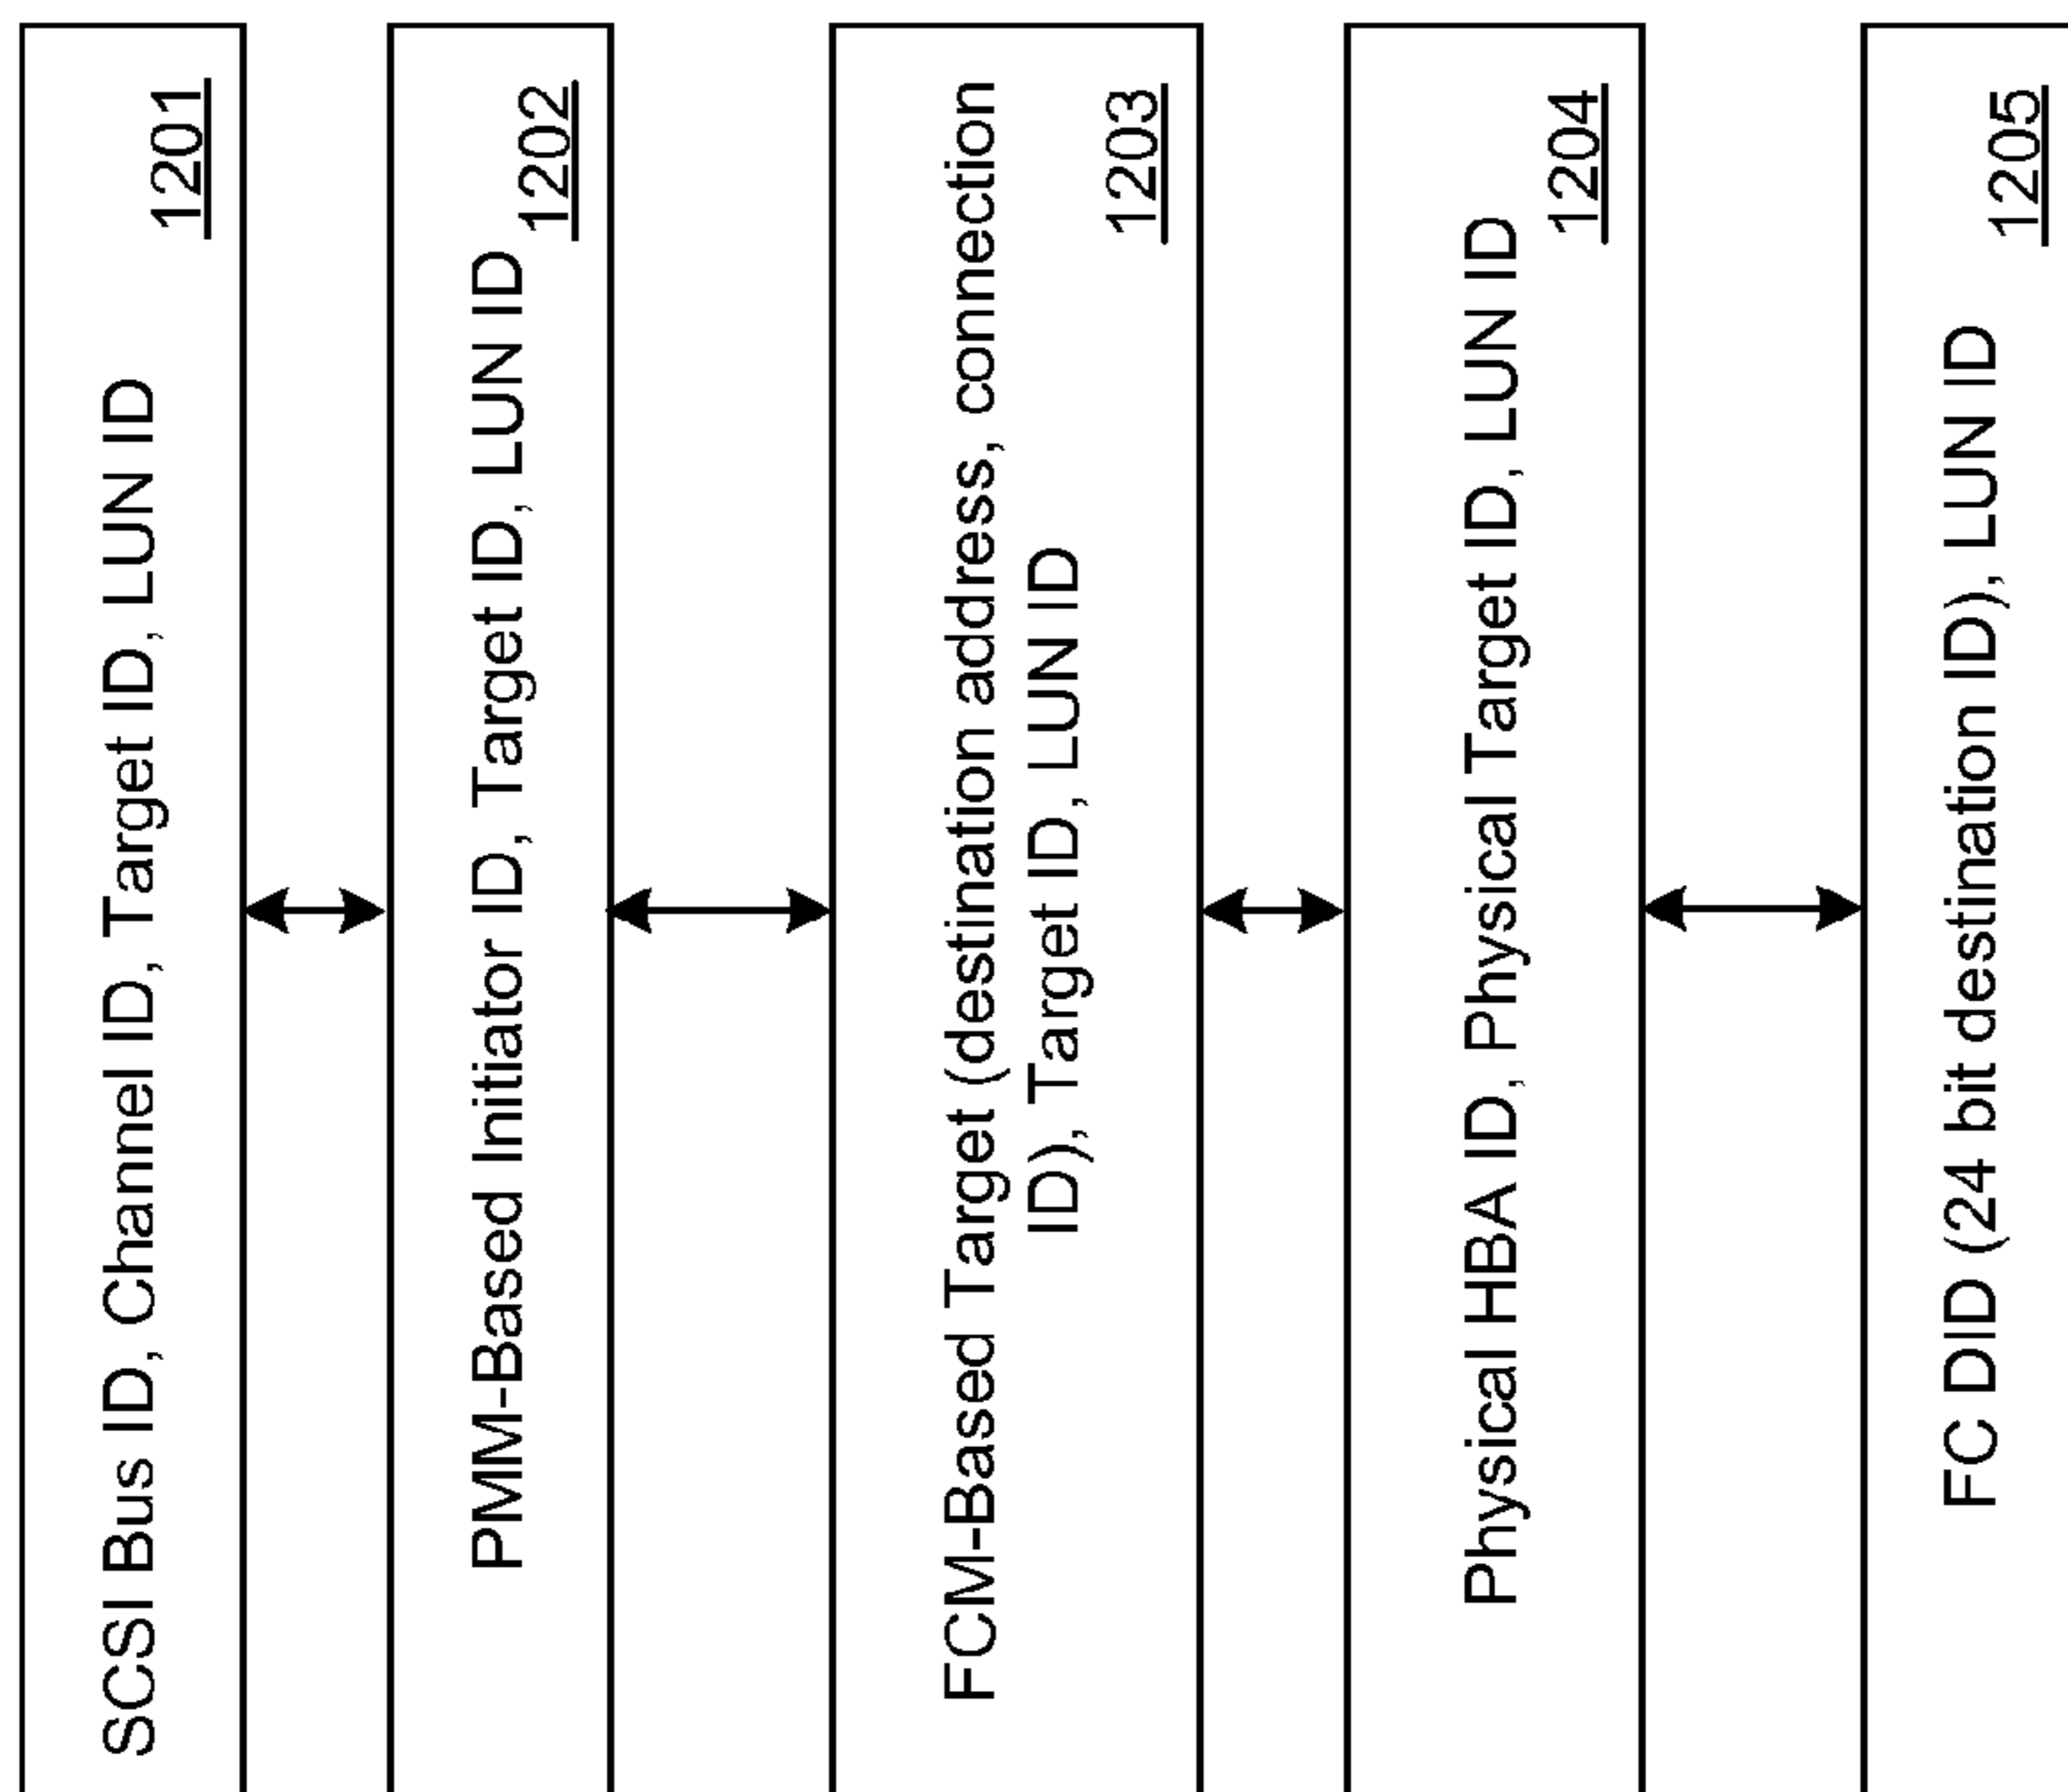 SCSI Bus ID, Channel ID, Target ID, LUN ID
1201
PMM-Based Initiator ID, Target ID, LUN ID
1202
FCM-Based Target (destination address, connection
ID), Target ID, LUN ID
1203
Physical HBA ID, Physical Target ID, LUN ID
1204
FC DID (24 bit destination ID), LUN ID
1205